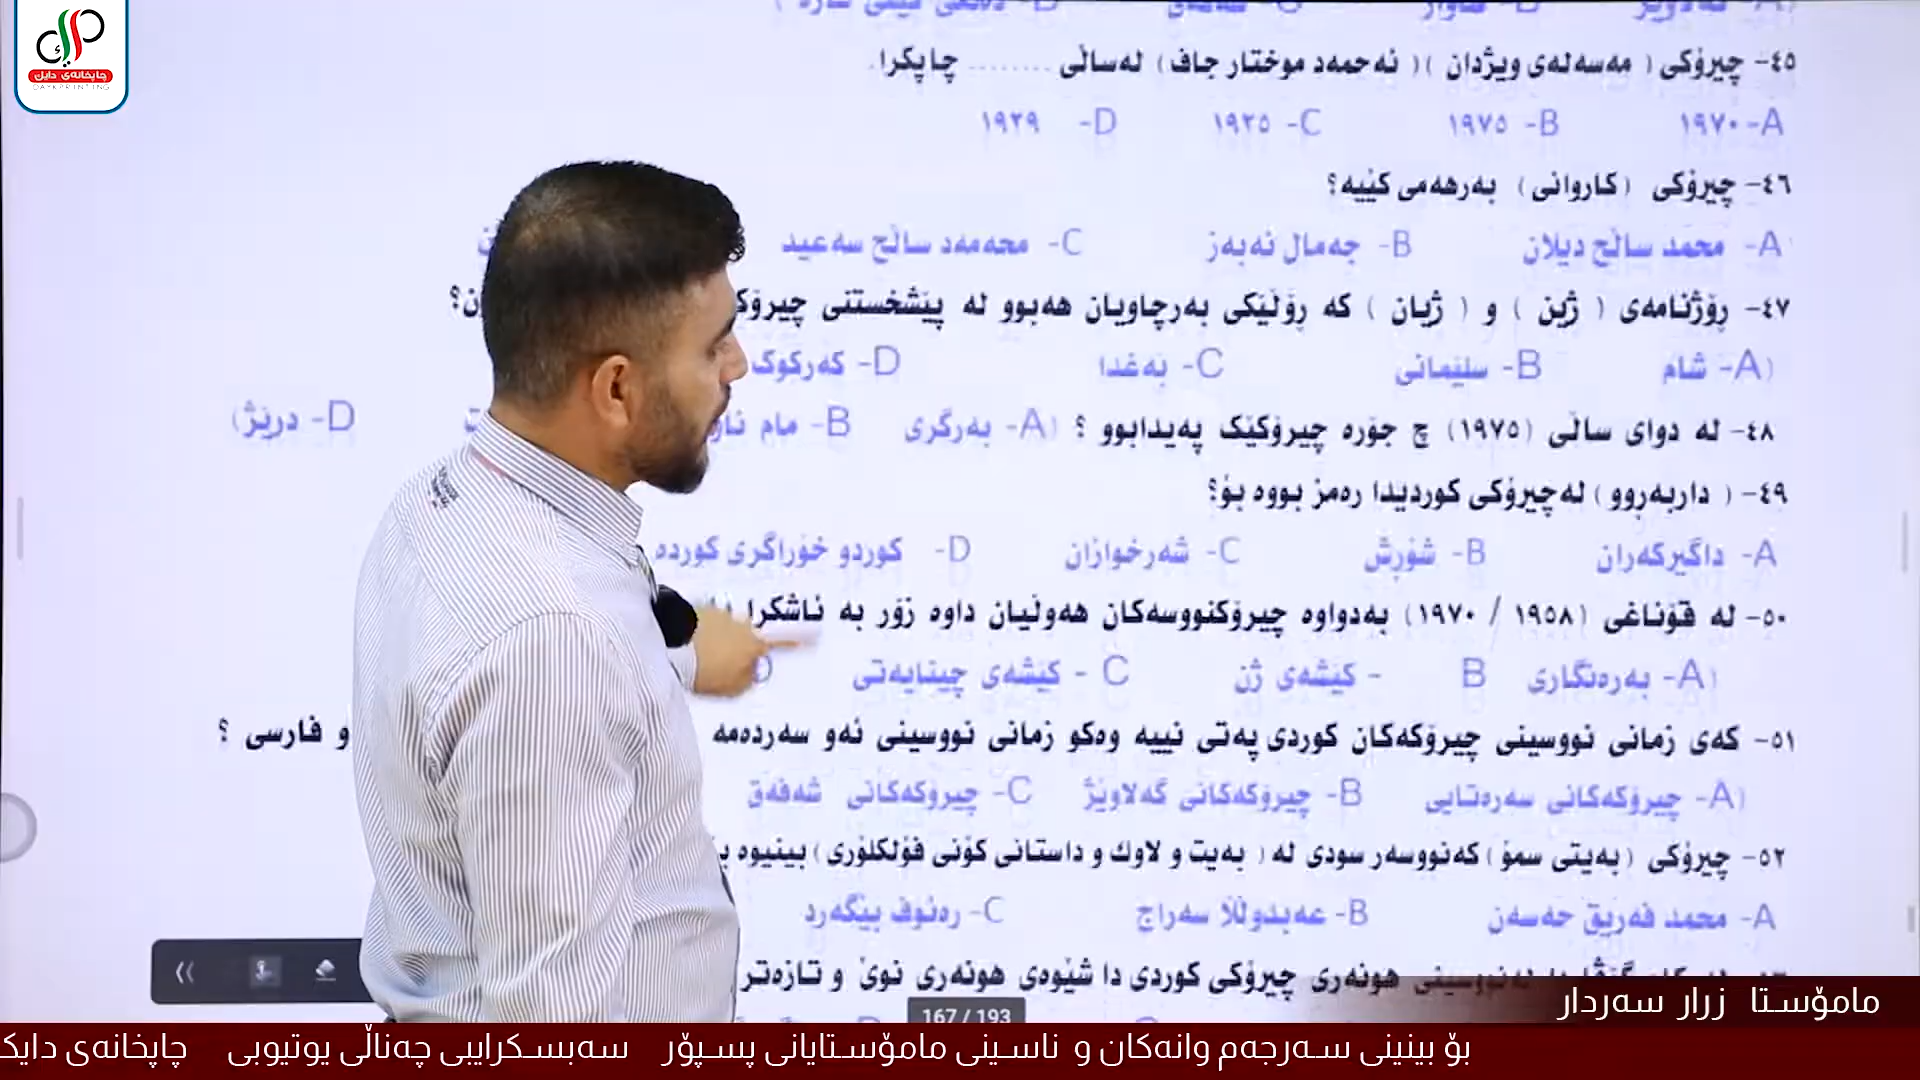 چاپخانەی دایک
DAYK PRINTING
٤٥- چیرۆکی ( مەسەلەی ویژدان )( ئەحمەد موختار جاف) لەساڵی ........ چاپکرا.
A- ١٩٧٠ B- ١٩٧٥ C- ١٩٢٥ D- ١٩٢٩
٤٦- چیرۆکی (کاروانی) بەرهەمی کێیە؟
A- محمد ساڵح دیلان B- جەمال نەبەز C- محەمەد ساڵح سەعید
٤٧- رۆژنامەی ( ژین ) و ( ژیان ) کە رۆڵێکی بەرچاویان هەبوو لە پێشخستنی
(A- شام B- سلێمانی C- بەغدا D- کەرکوک
٤٨- لە دوای ساڵی (١٩٧٥) چ جۆرە چیرۆکێک پەیدابوو ؟ (A- بەرگری B- مام D- درێژ)
٤٩- ( داربەروو) لەچیرۆکی کوردیدا رەمز بووە بۆ؟
A- داگیرکەران B- شۆرش C- شەرخوازان D- کوردو خۆراگری کوردە
٥٠- لە قۆناغی (١٩٥٨ / ١٩٧٠) بەدواوە چیرۆکنووسەکان هەوڵیان داوە زۆر بە ئاشکرا
(A- بەرەنگاری B - کێشەی ژن C - کێشەی چینایەتی D
٥١- کەی زمانی نووسینی چیرۆکەکان کوردی پەتی نییە وەکو زمانی نووسینی ئەو سەردەمە و فارسی ؟
(A- چیرۆکەکانی سەرەتایی B- چیرۆکەکانی گەلاوێژ C- چیرۆکەکانی شەفەق
٥٢- چیرۆکی (بەیتی سمۆ) کەنووسەر سودی لە ( بەیت و لاوك و داستانی کۆنی فۆلکلۆری) بینیوە
A- محمد فەریق حەسەن B- عەبدوڵڵا سەراج C- رەئوف بێگەرد
هونەری چیرۆکی کوردی دا شێوەی هونەری نوێ و تازەتر
167 / 193
مامۆستا زرار سەردار
بۆ بینینی سەرجەم وانەکان و ناسینی مامۆستایانی پسپۆر سەبسکرایبی چەناڵی یوتیوبی چاپخانەی دایک